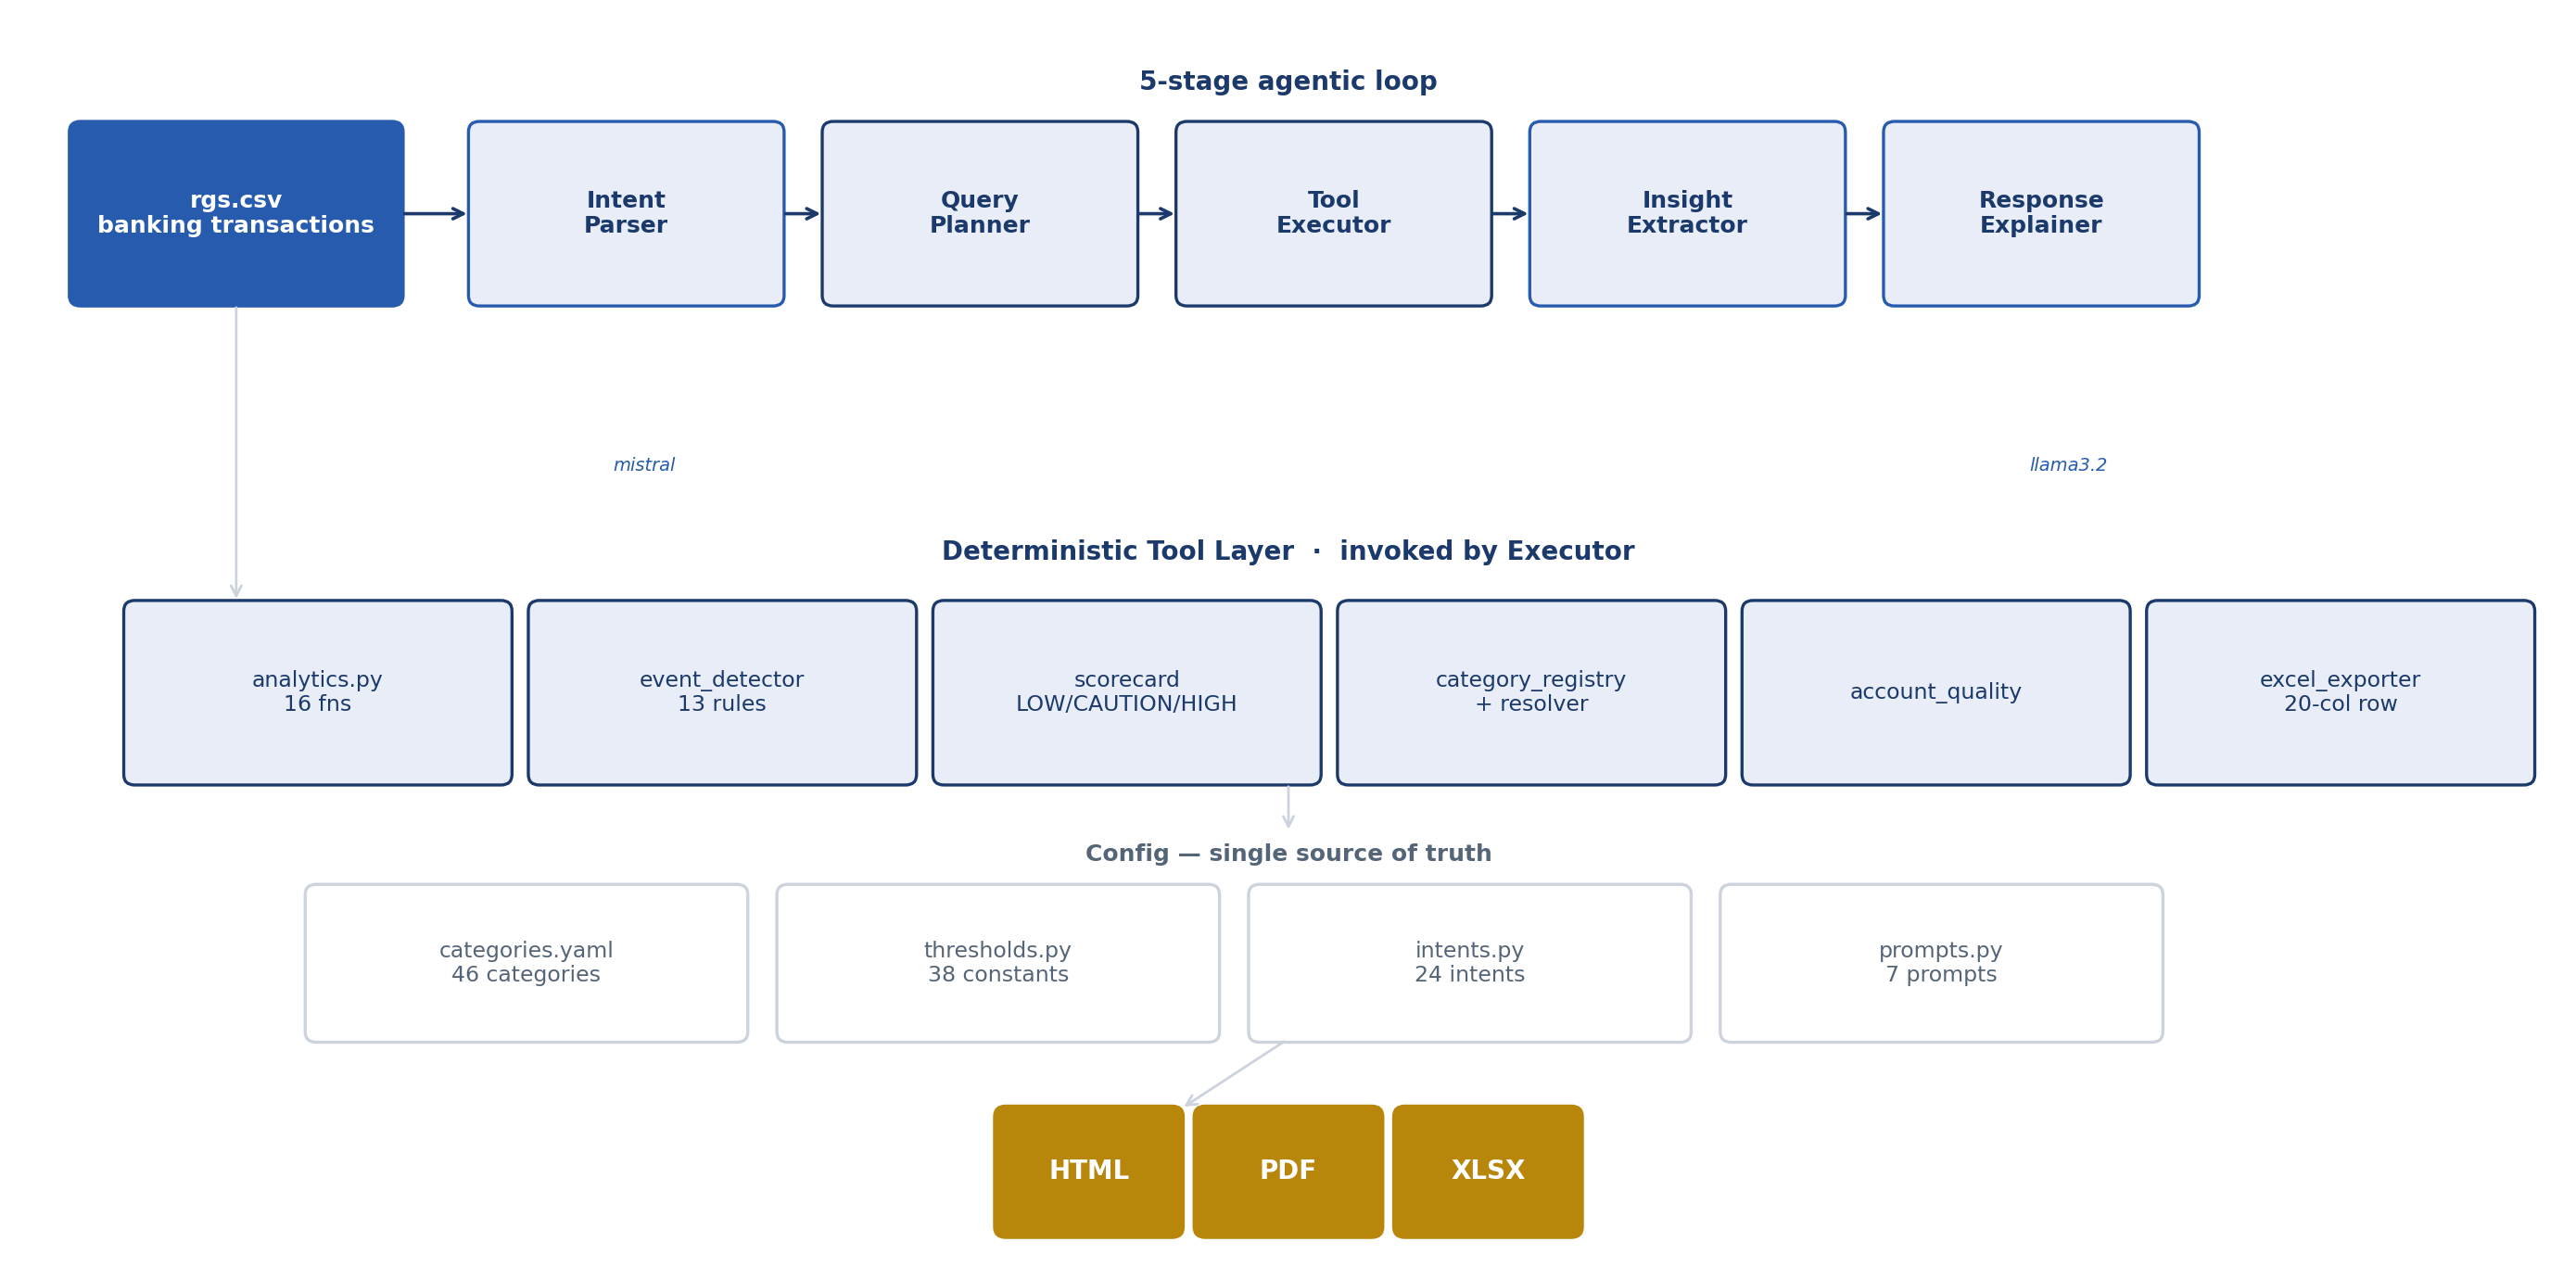 5-stage agentic loop
rgs.csv
banking transactions
Intent
Parser
Query
Planner
Tool
Executor
Insight
Extractor
Response
Explainer
mistral
llama3.2
Deterministic Tool Layer · invoked by Executor
analytics.py
16 fns
event_detector
13 rules
scorecard
LOW/CAUTION/HIGH
category_registry
+ resolver
account_quality
excel_exporter
20-col row
Config — single source of truth
categories.yaml
46 categories
thresholds.py
38 constants
intents.py
24 intents
prompts.py
7 prompts
HTML
PDF
XLSX